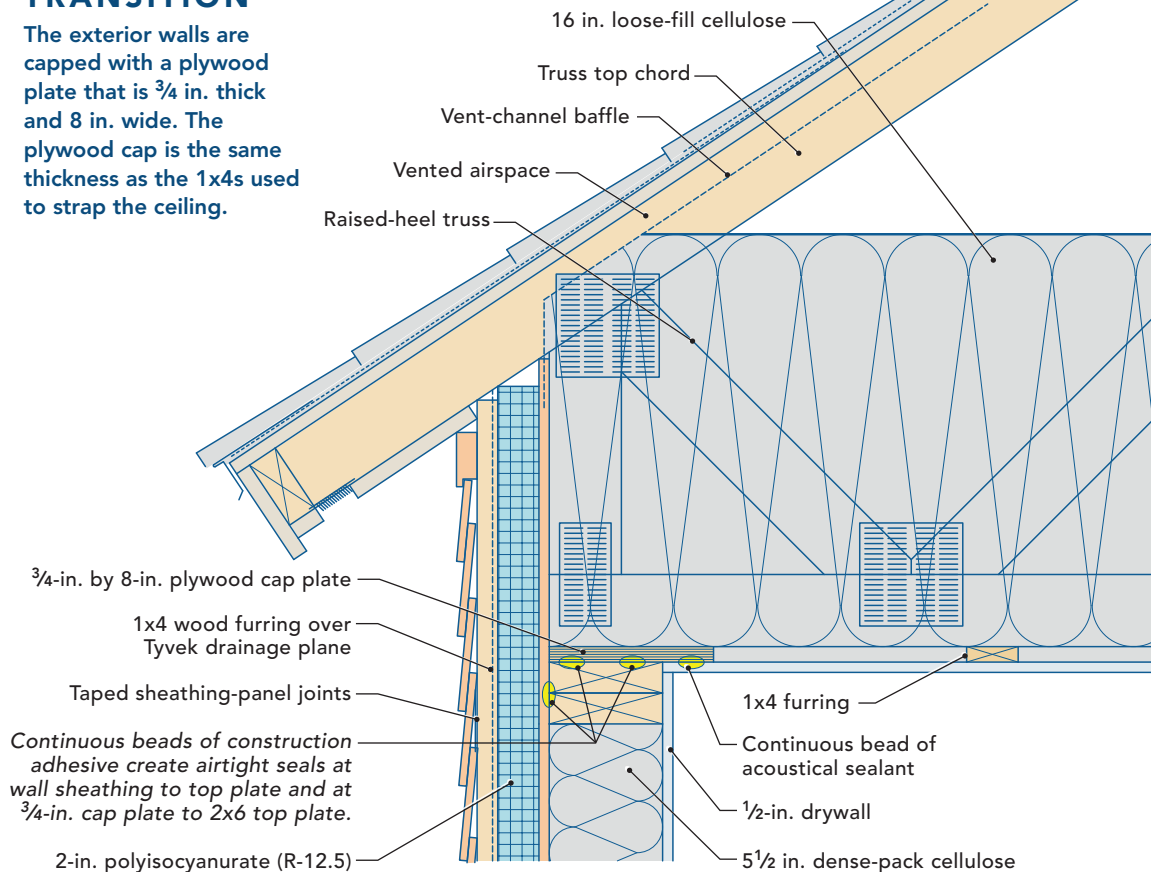 TRANSITION
The exterior walls are
capped with a plywood
plate that is ¾ in. thick
and 8 in. wide. The
plywood cap is the same
thickness as the 1x4s used
to strap the ceiling.
16 in. loose-fill cellulose
Truss top chord
Vent-channel baffle
Vented airspace
Raised-heel truss
¾-in. by 8-in. plywood cap plate
1x4 wood furring over
Tyvek drainage plane
Taped sheathing-panel joints
Continuous beads of construction
adhesive create airtight seals at
wall sheathing to top plate and at
¾-in. cap plate to 2x6 top plate.
2-in. polyisocyanurate (R-12.5)
1x4 furring
Continuous bead of
acoustical sealant
½-in. drywall
5½ in. dense-pack cellulose